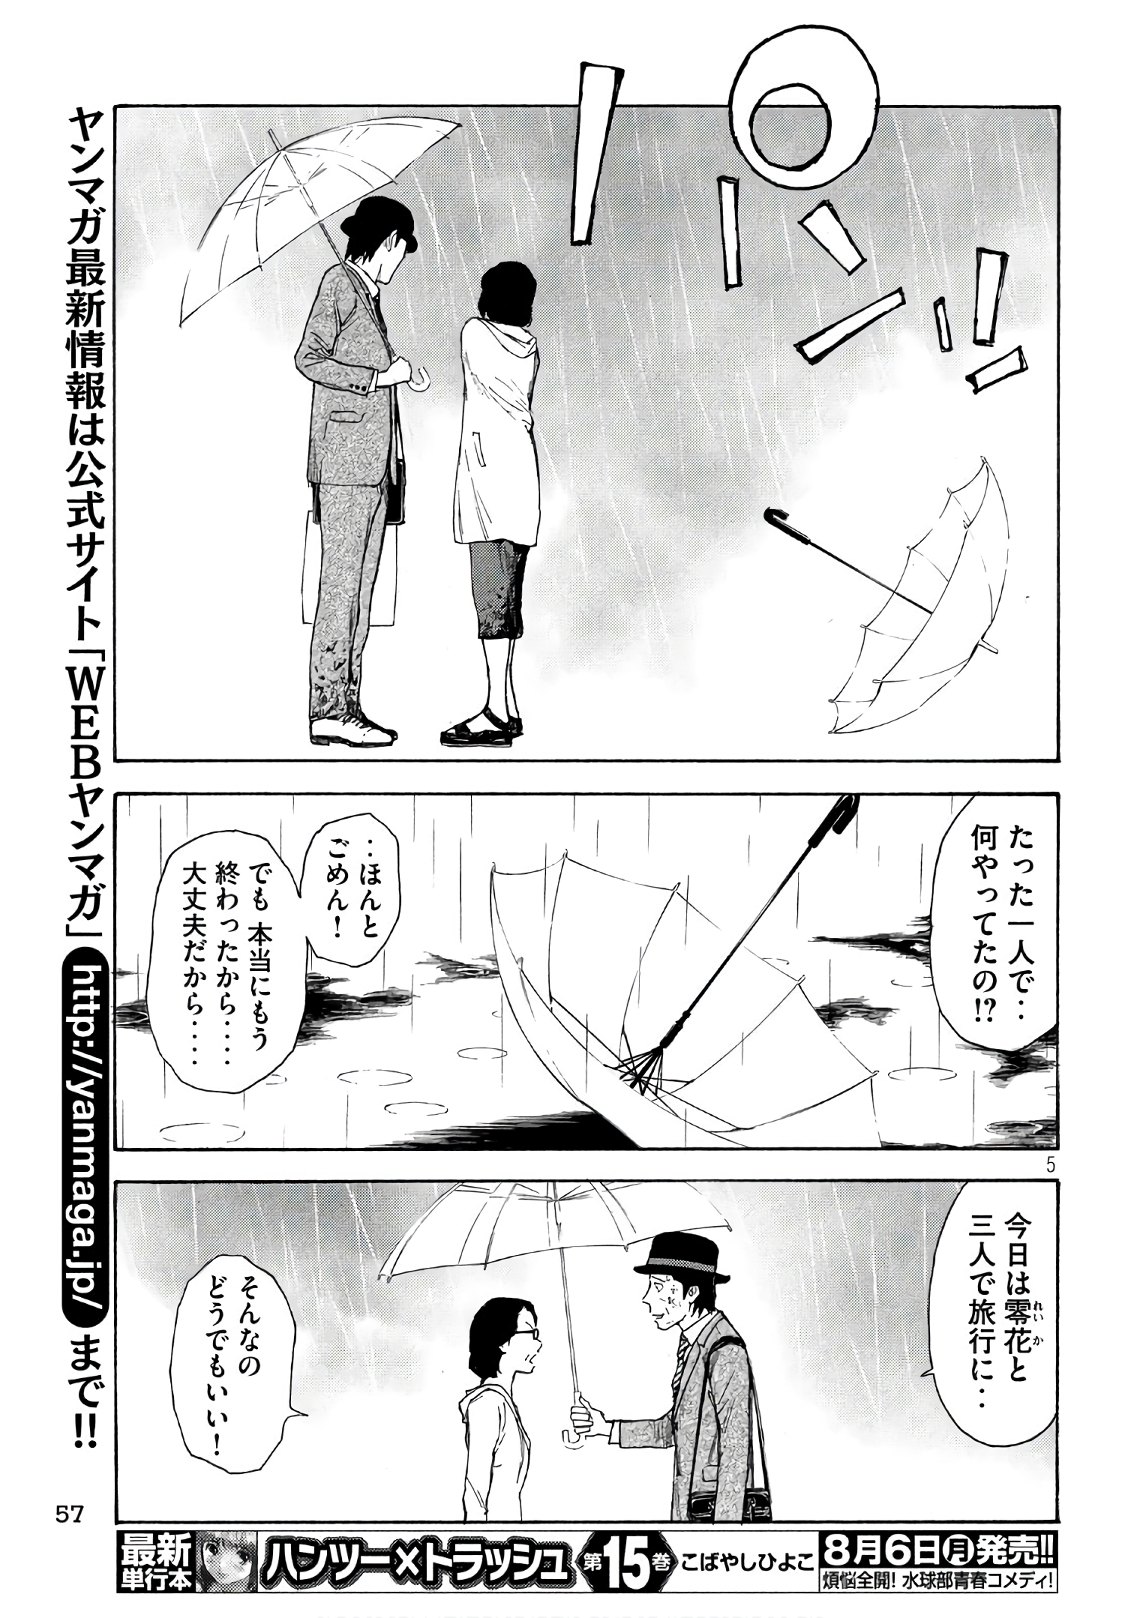 パンッ
たった一人で‥
何やってたの!?
‥ほんと
ごめん!
でも 本当にもう
終わったから‥‥
大丈夫だから‥‥
5
今日は零花と
れいか
三人で旅行に‥
そんなの
どうでもいい!
ヤンマガ最新情報は公式サイト「WEBヤンマガ」http://yanmaga.jp/まで!!
57
最新
単行本
ハンツー×トラッシュ
第15巻
こばやしひよこ
8月6日月発売!!
煩悩全開! 水球部青春コメディ!